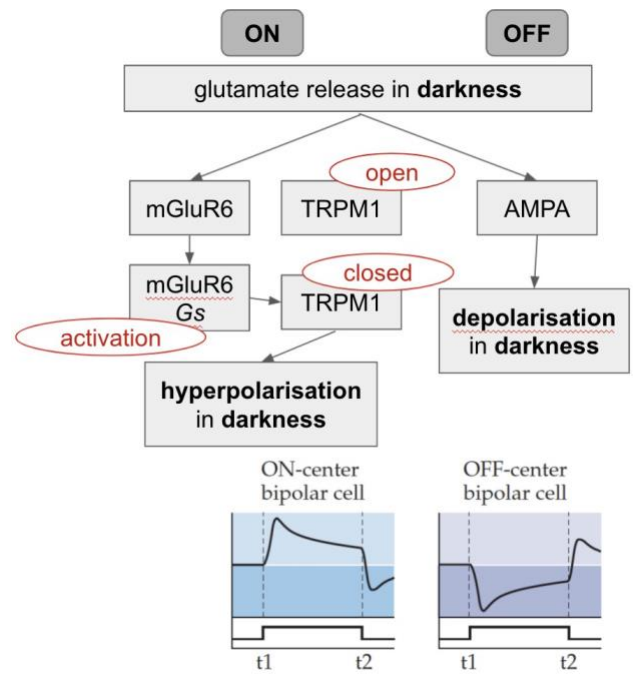 ON
OFF
glutamate release in darkness
open
mGluR6
TRPM1
AMPA
closed
mGluR6
Gs
TRPM1
activation
depolarisation
in darkness
hyperpolarisation
in darkness
ON-center
bipolar cell
OFF-center
bipolar cell
t1
t2
t1
t2